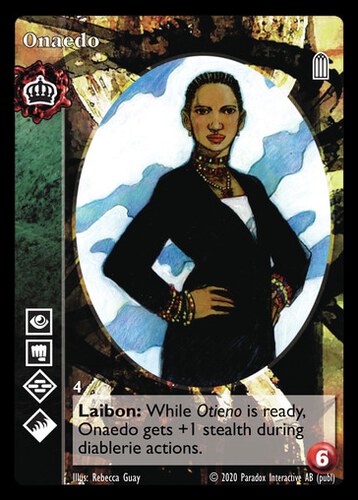 Onaedo
4
Laibon: While Otieno is ready,
Onaedo gets +1 stealth during
diablerie actions.
6
Illus: Rebecca Guay © 2020 Paradox Interactive AB (publ)